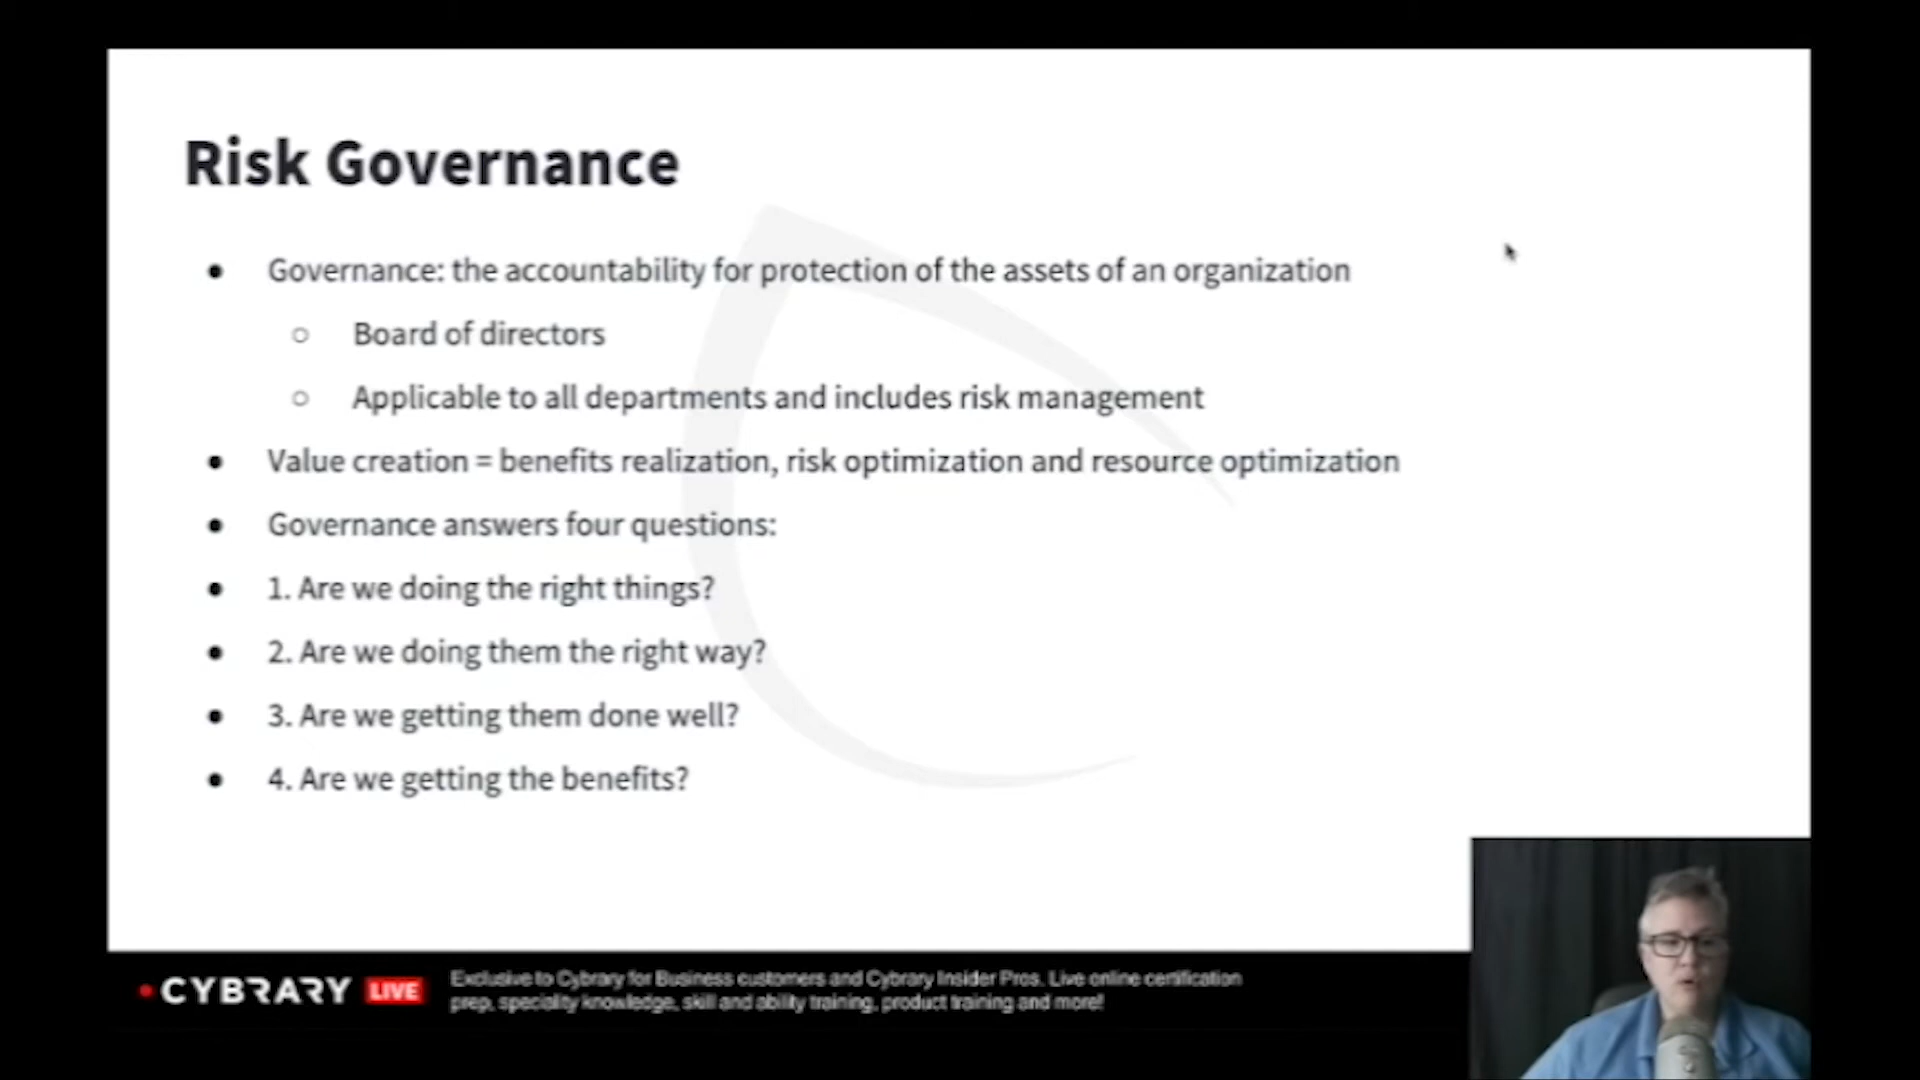 Risk Governance
● Governance: the accountability for protection of the assets of an organization
○ Board of directors
○ Applicable to all departments and includes risk management
● Value creation = benefits realization, risk optimization and resource optimization
● Governance answers four questions:
● 1. Are we doing the right things?
● 2. Are we doing them the right way?
● 3. Are we getting them done well?
● 4. Are we getting the benefits?
CYBRARY LIVE
Exclusive to Cybrary for Business customers and Cybrary Insider Pros. Live online certification
prep, speciality knowledge, skill and ability training, product training and more!